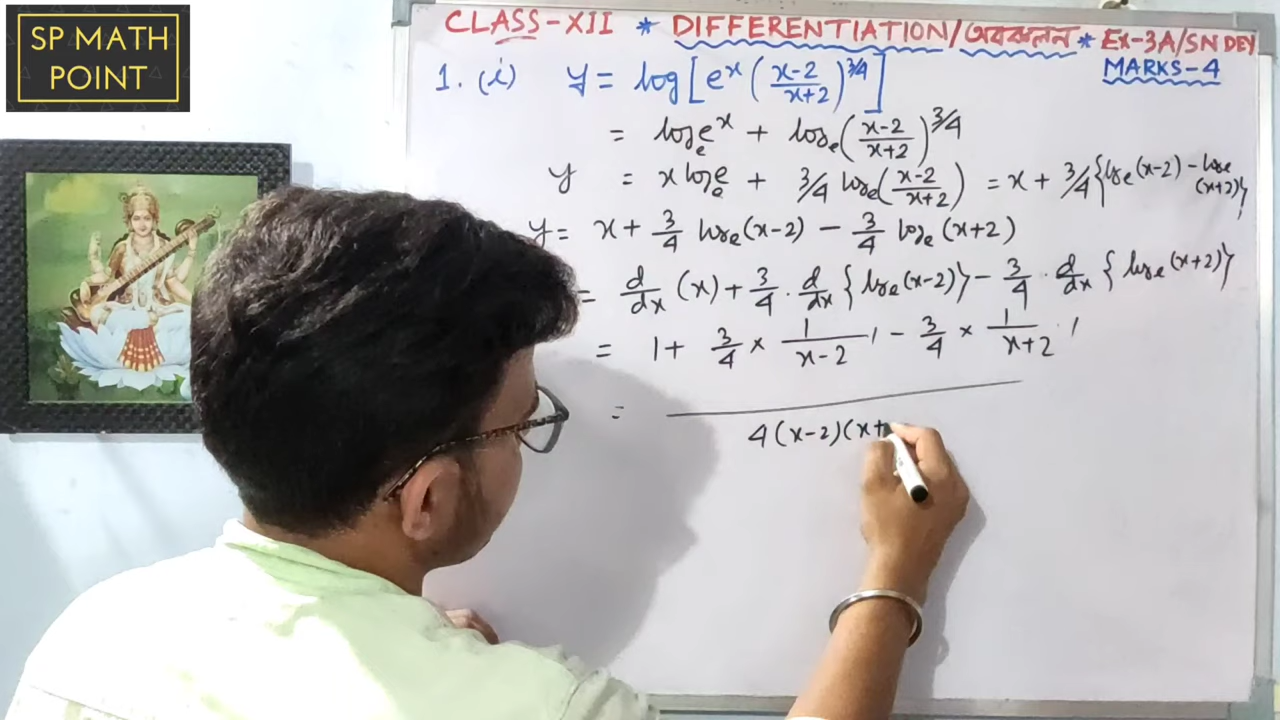 SP MATH
POINT
CLASS-XII * DIFFERENTIATION/অবকলন * Ex-3A/SN DEY
MARKS-4
1. (i) y = log[e^x ((x-2)/(x+2))^3/4]
= log_e e^x + log_e((x-2)/(x+2))^3/4
y = x log_e e + 3/4 log_e((x-2)/(x+2)) = x + 3/4{log_e(x-2) - log_e (x+2)}
y = x + 3/4 log_e(x-2) - 3/4 log_e(x+2)
= d/dx (x) + 3/4 . d/dx {log_e(x-2)} - 3/4 . d/dx {log_e(x+2)}
= 1 + 3/4 × 1/(x-2) . 1 - 3/4 × 1/(x+2) . 1
= 4(x-2)(x+